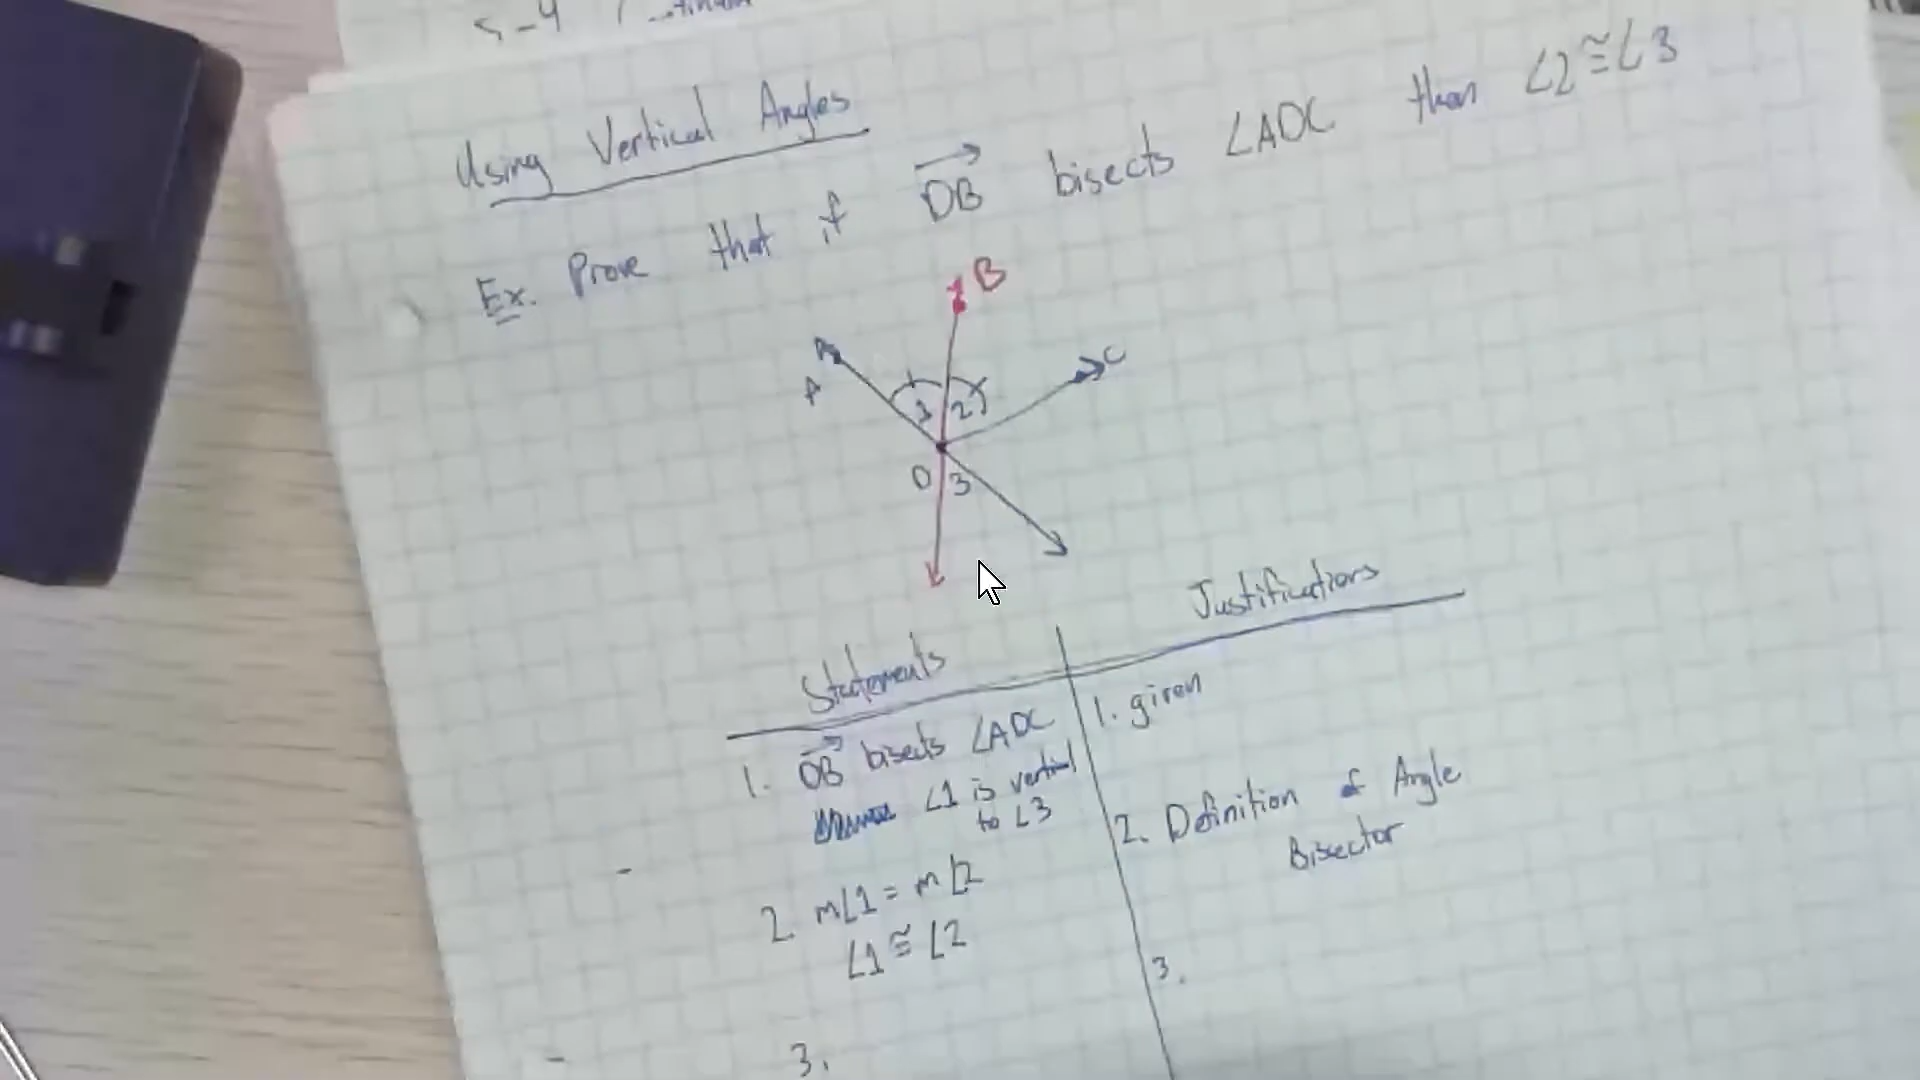 S-4
Using Vertical Angles
Ex. Prove that if DB bisects ∠ADC then ∠2≅∠3
B
A
C
1 2
D 3
Statements
Justifications
1. DB bisects ∠ADC
∠1 is vertical
to ∠3
1. given
2. m∠1 = m∠2
∠1 ≅ ∠2
2. Definition of Angle
Bisector
3.
3.